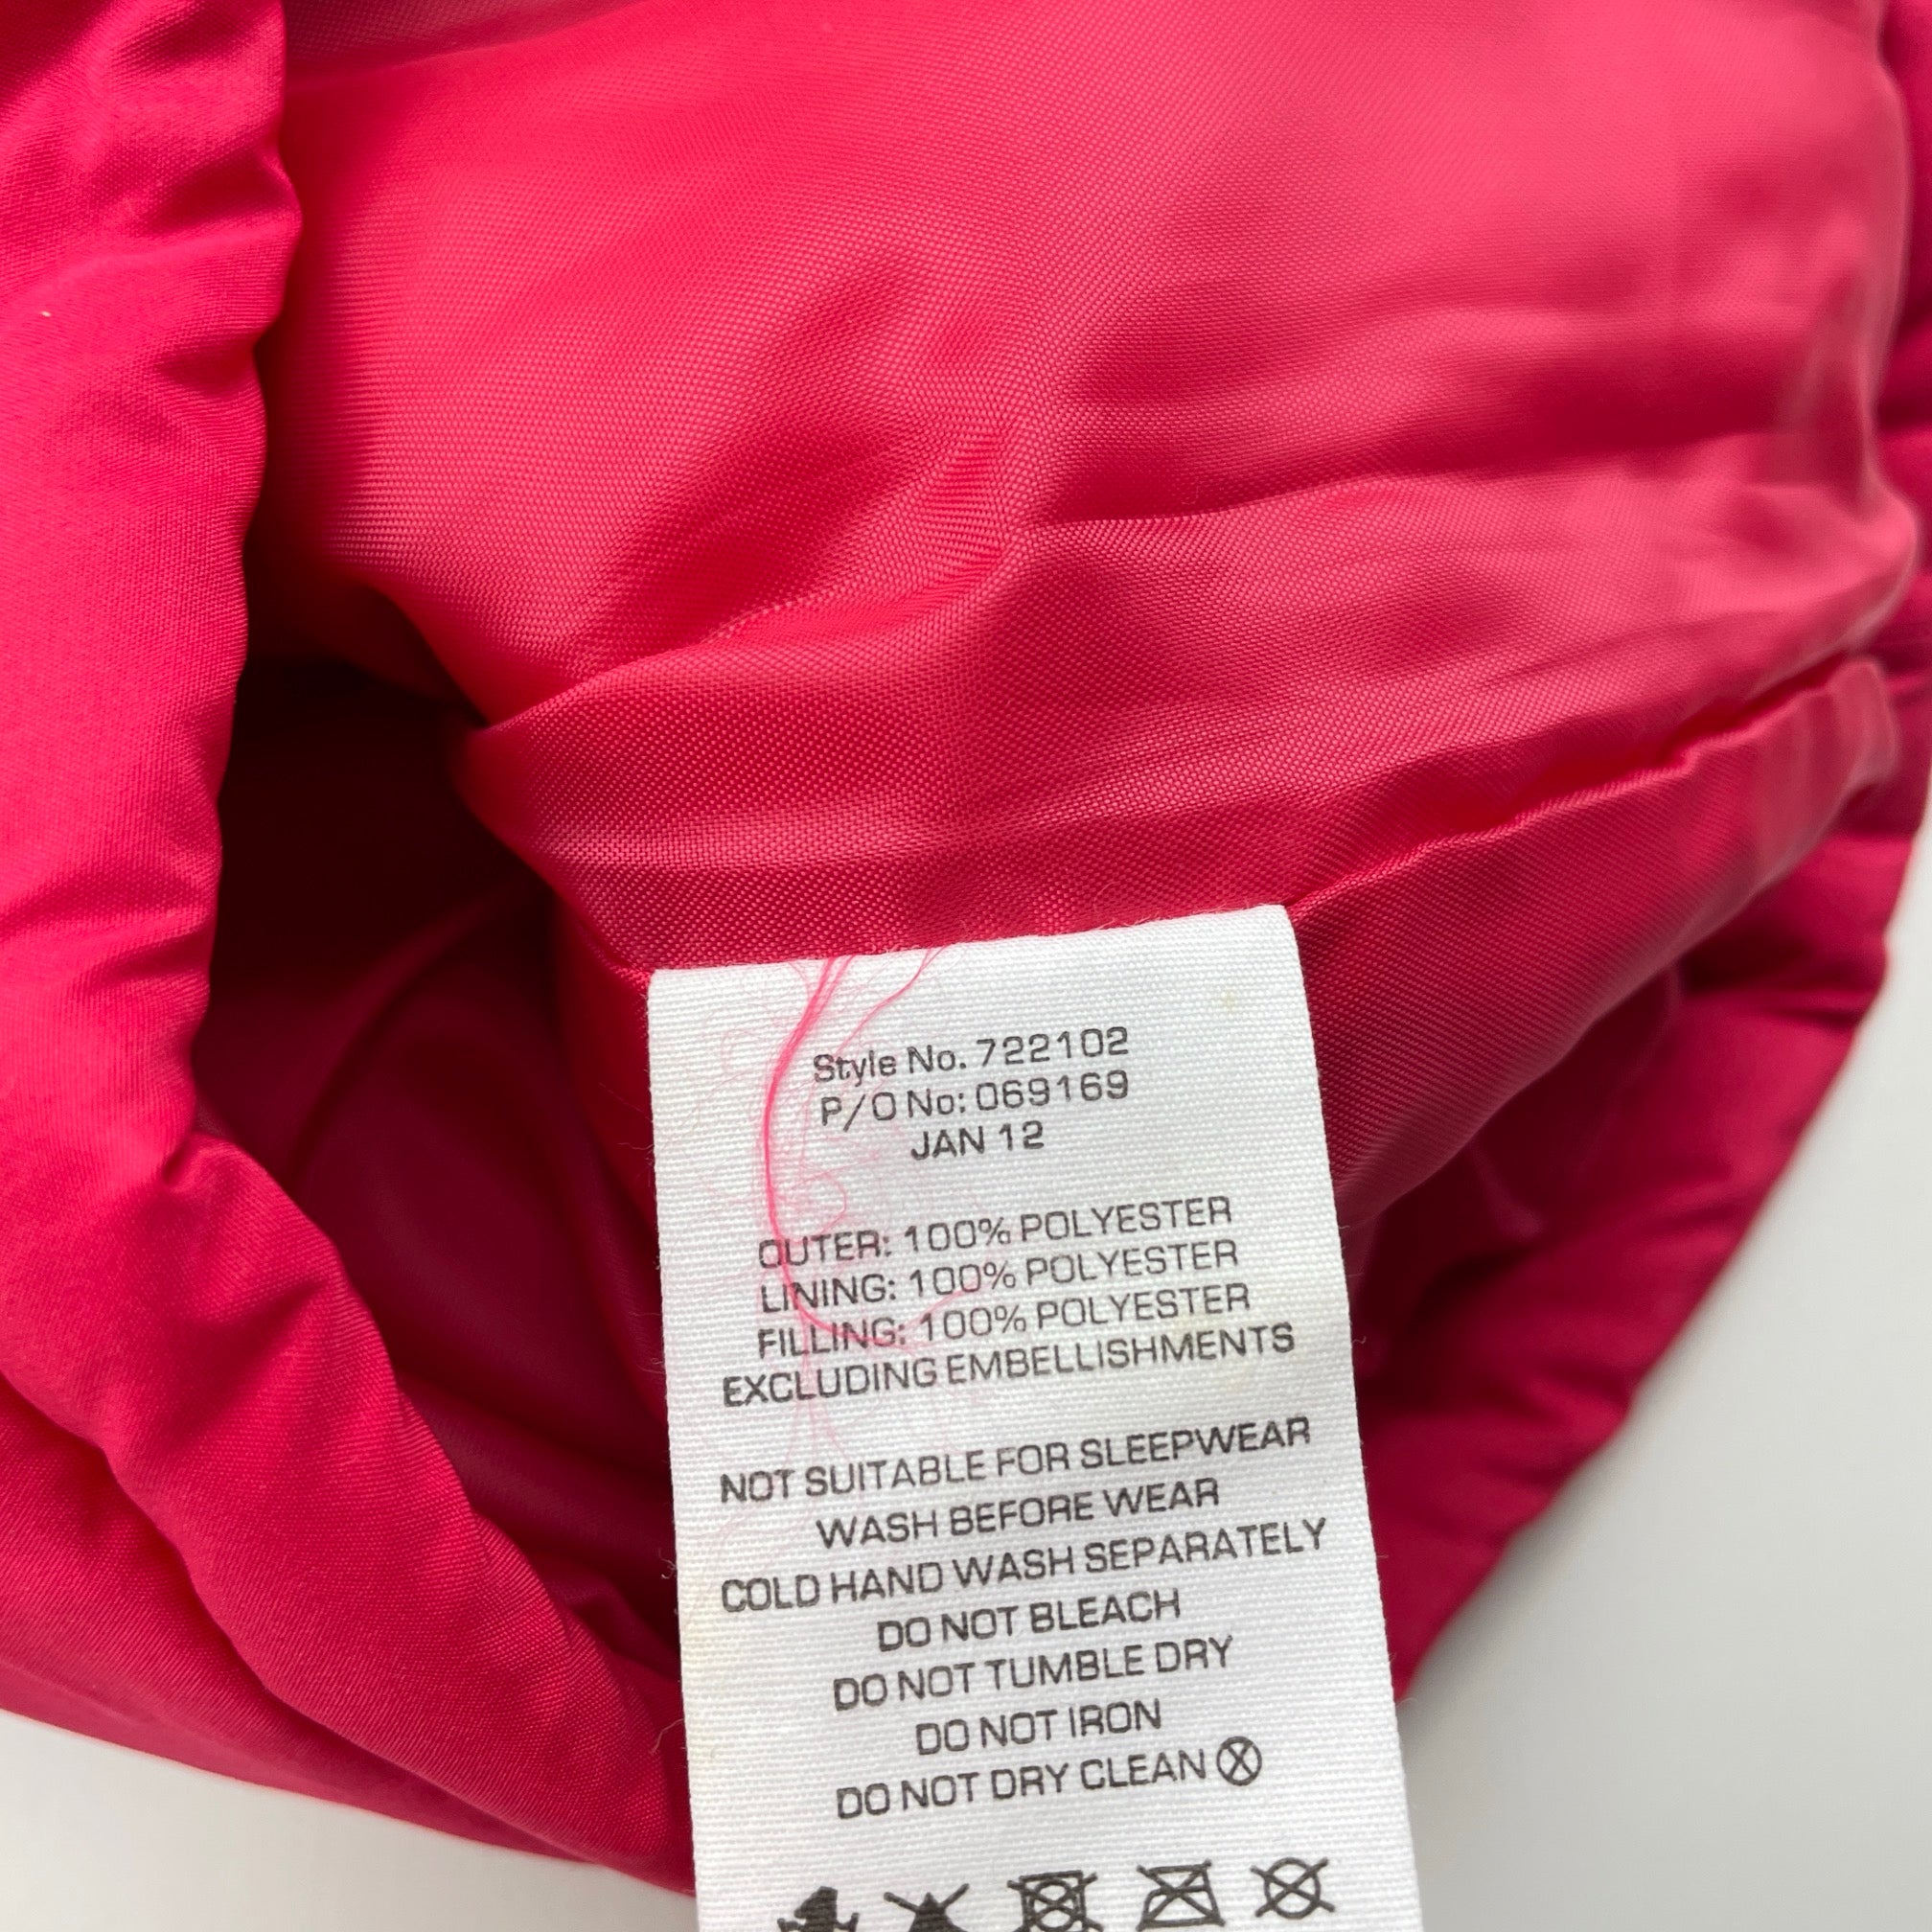 Style No. 722102
P/O No: 069169
JAN 12
OUTER: 100% POLYESTER
LINING: 100% POLYESTER
FILLING: 100% POLYESTER
EXCLUDING EMBELLISHMENTS
NOT SUITABLE FOR SLEEPWEAR
WASH BEFORE WEAR
COLD HAND WASH SEPARATELY
DO NOT BLEACH
DO NOT TUMBLE DRY
DO NOT IRON
DO NOT DRY CLEAN